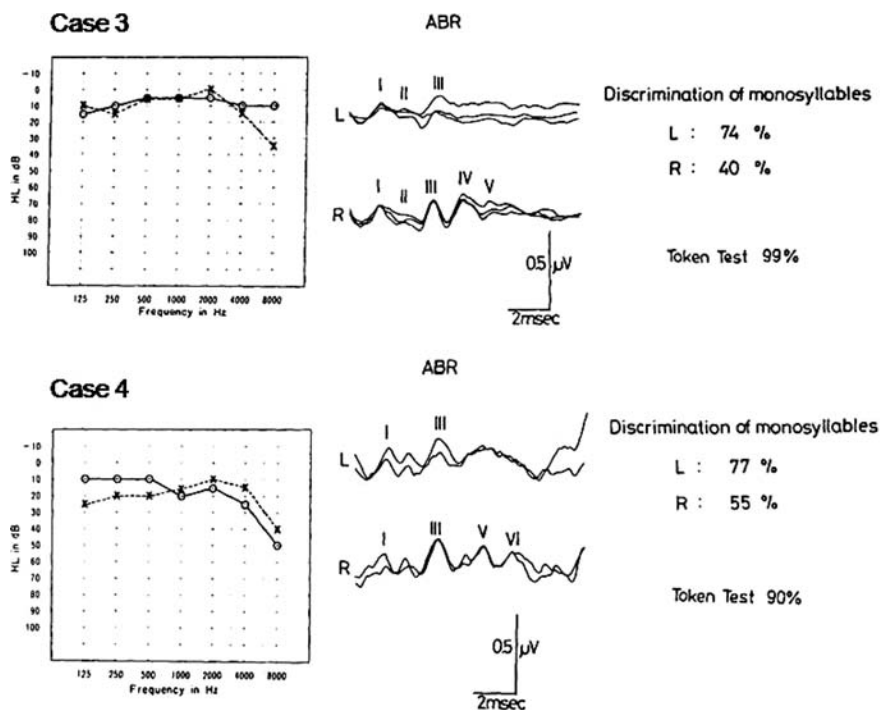 Case 3
ABR
-10
0
10
20
30
40
50
60
70
80
90
100
HL in dB
125 250 500 1000 2000 4000 8000
Frequency in Hz
I II III
L
I II III IV V
R
0.5 μV
2msec
Discrimination of monosyllables
L : 74 %
R : 40 %
Token Test 99%
Case 4
ABR
-10
0
10
20
30
40
50
60
70
80
90
100
HL in dB
125 250 500 1000 2000 4000 8000
Frequency in Hz
I III
L
I III V VI
R
0.5 μV
2msec
Discrimination of monosyllables
L : 77 %
R : 55 %
Token Test 90%